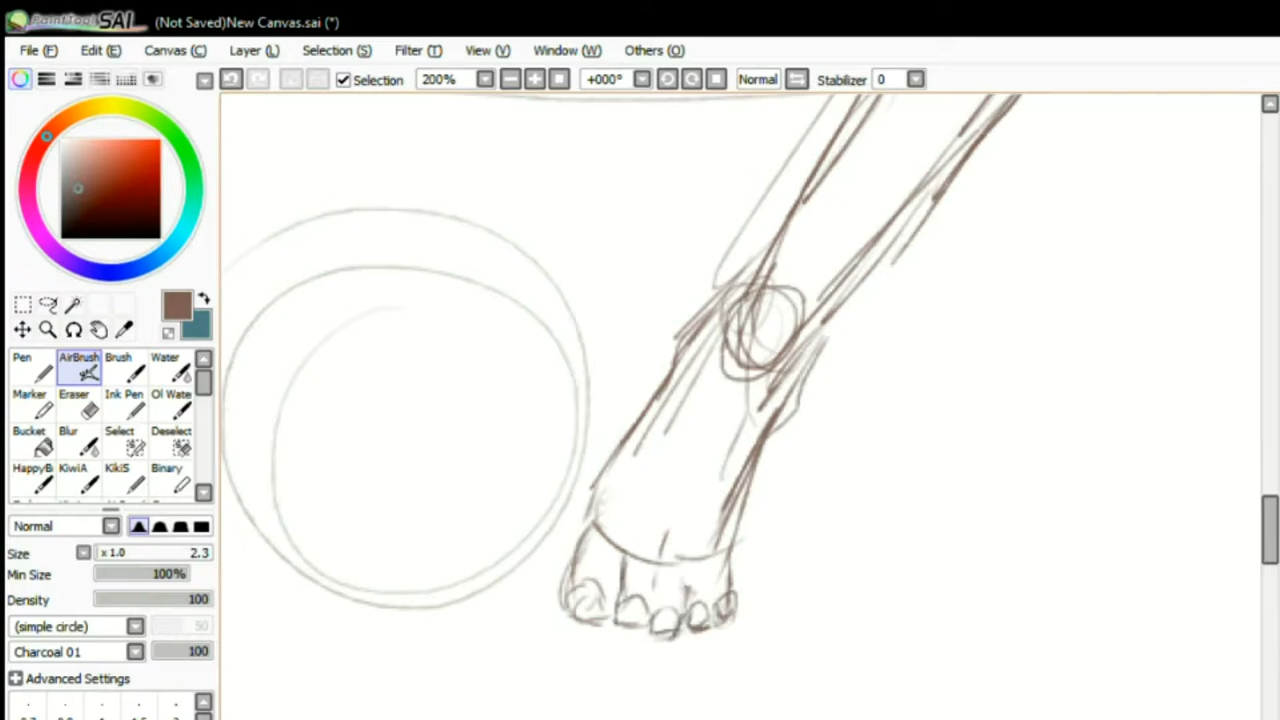 PaintTool SAI (Not Saved)New Canvas.sai (*)
File (F) Edit (E) Canvas (C) Layer (L) Selection (S) Filter (T) View (V) Window (W) Others (O)
Selection 200% +000° Normal Stabilizer 0
Pen AirBrush Brush Water
Marker Eraser Ink Pen Ol Wate
Bucket Blur Select Deselect
HappyB KiwiA KikiS Binary
Normal
Size x 1.0 2.3
Min Size 100%
Density 100
(simple circle) 50
Charcoal 01 100
Advanced Settings